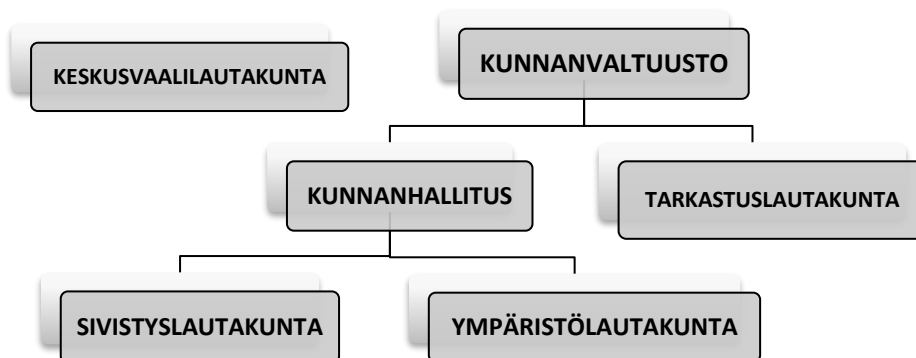 KESKUSVAALILAUTAKUNTA
KUNNANVALTUUSTO
KUNNANHALLITUS
TARKASTUSLAUTAKUNTA
SIVISTYSLAUTAKUNTA
YMPÄRISTÖLAUTAKUNTA